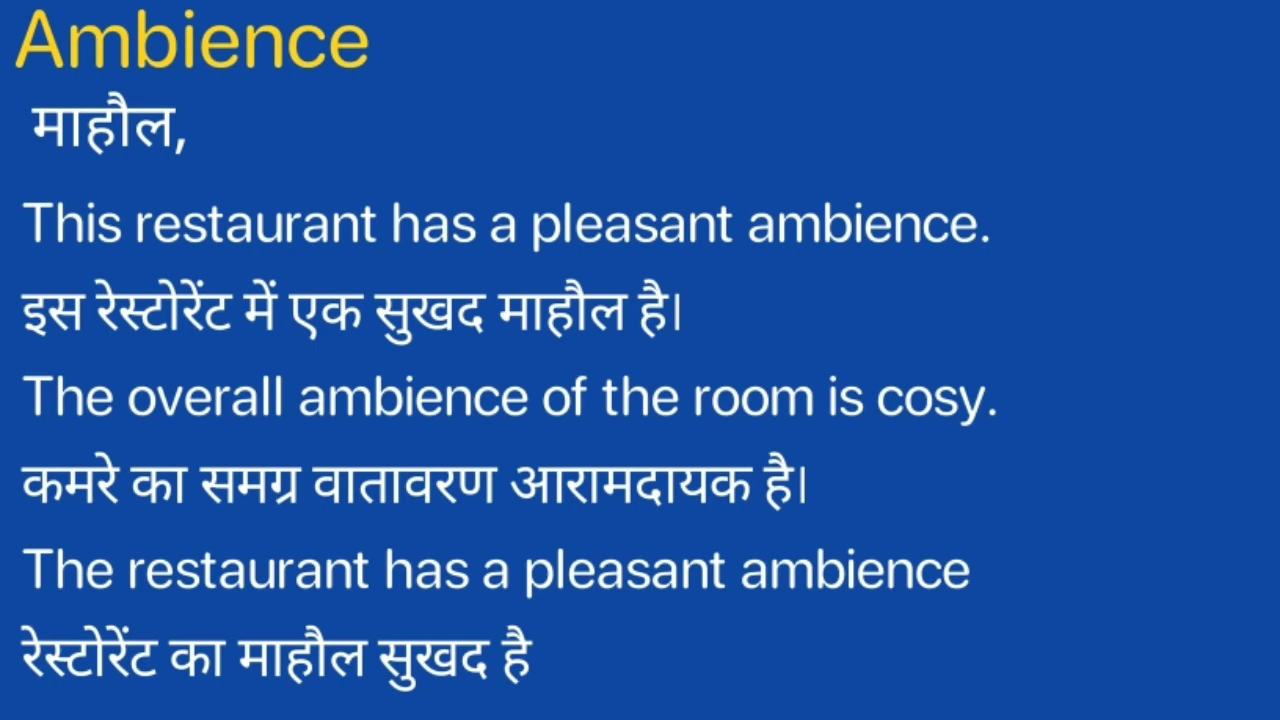 Ambience
माहौल,
This restaurant has a pleasant ambience.
इस रेस्टोरेंट में एक सुखद माहौल है।
The overall ambience of the room is cosy.
कमरे का समग्र वातावरण आरामदायक है।
The restaurant has a pleasant ambience
रेस्टोरेंट का माहौल सुखद है